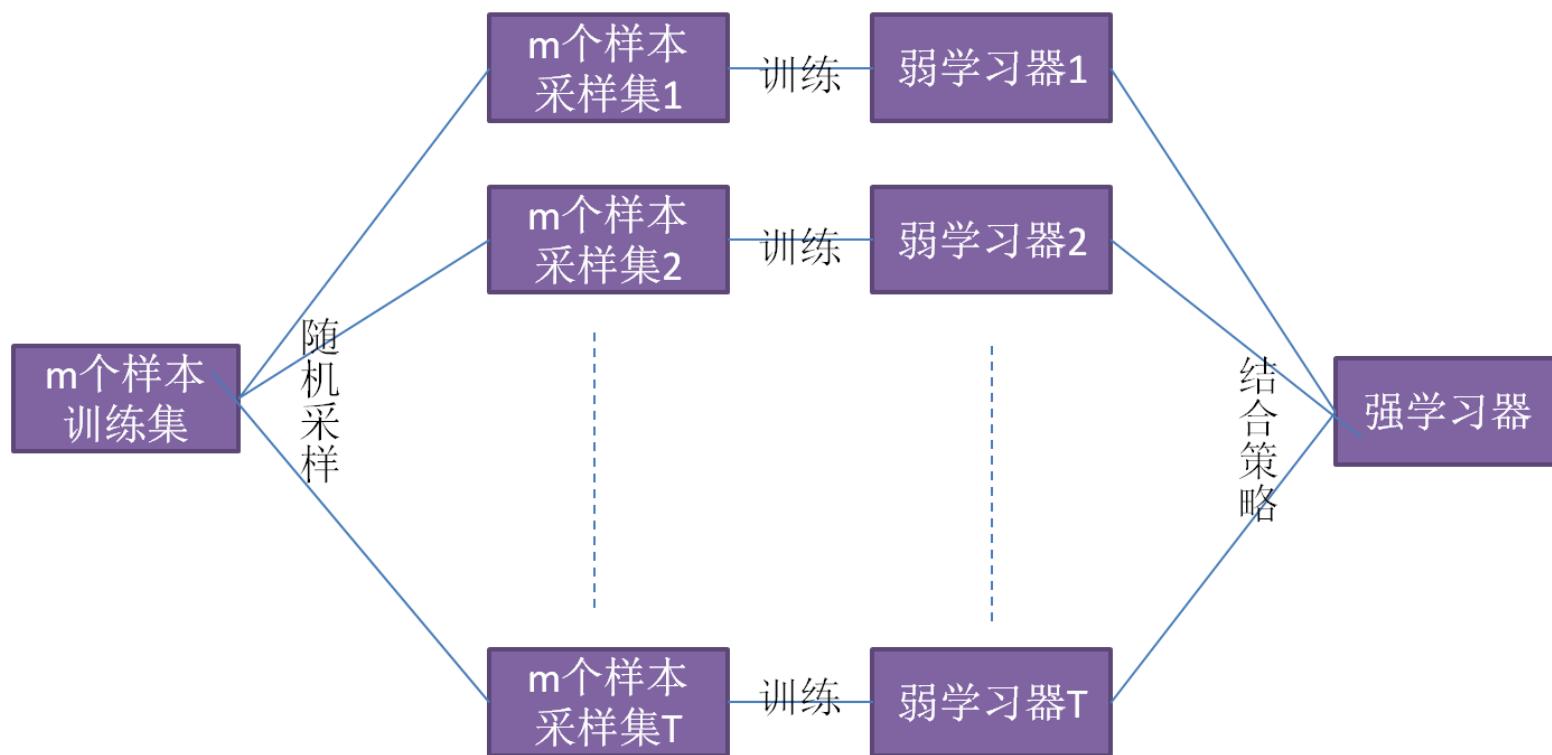 m个样本
采样集1
训练
弱学习器1
m个样本
采样集2
训练
弱学习器2
随机采样
m个样本
训练集
结合策略
强学习器
m个样本
采样集T
训练
弱学习器T